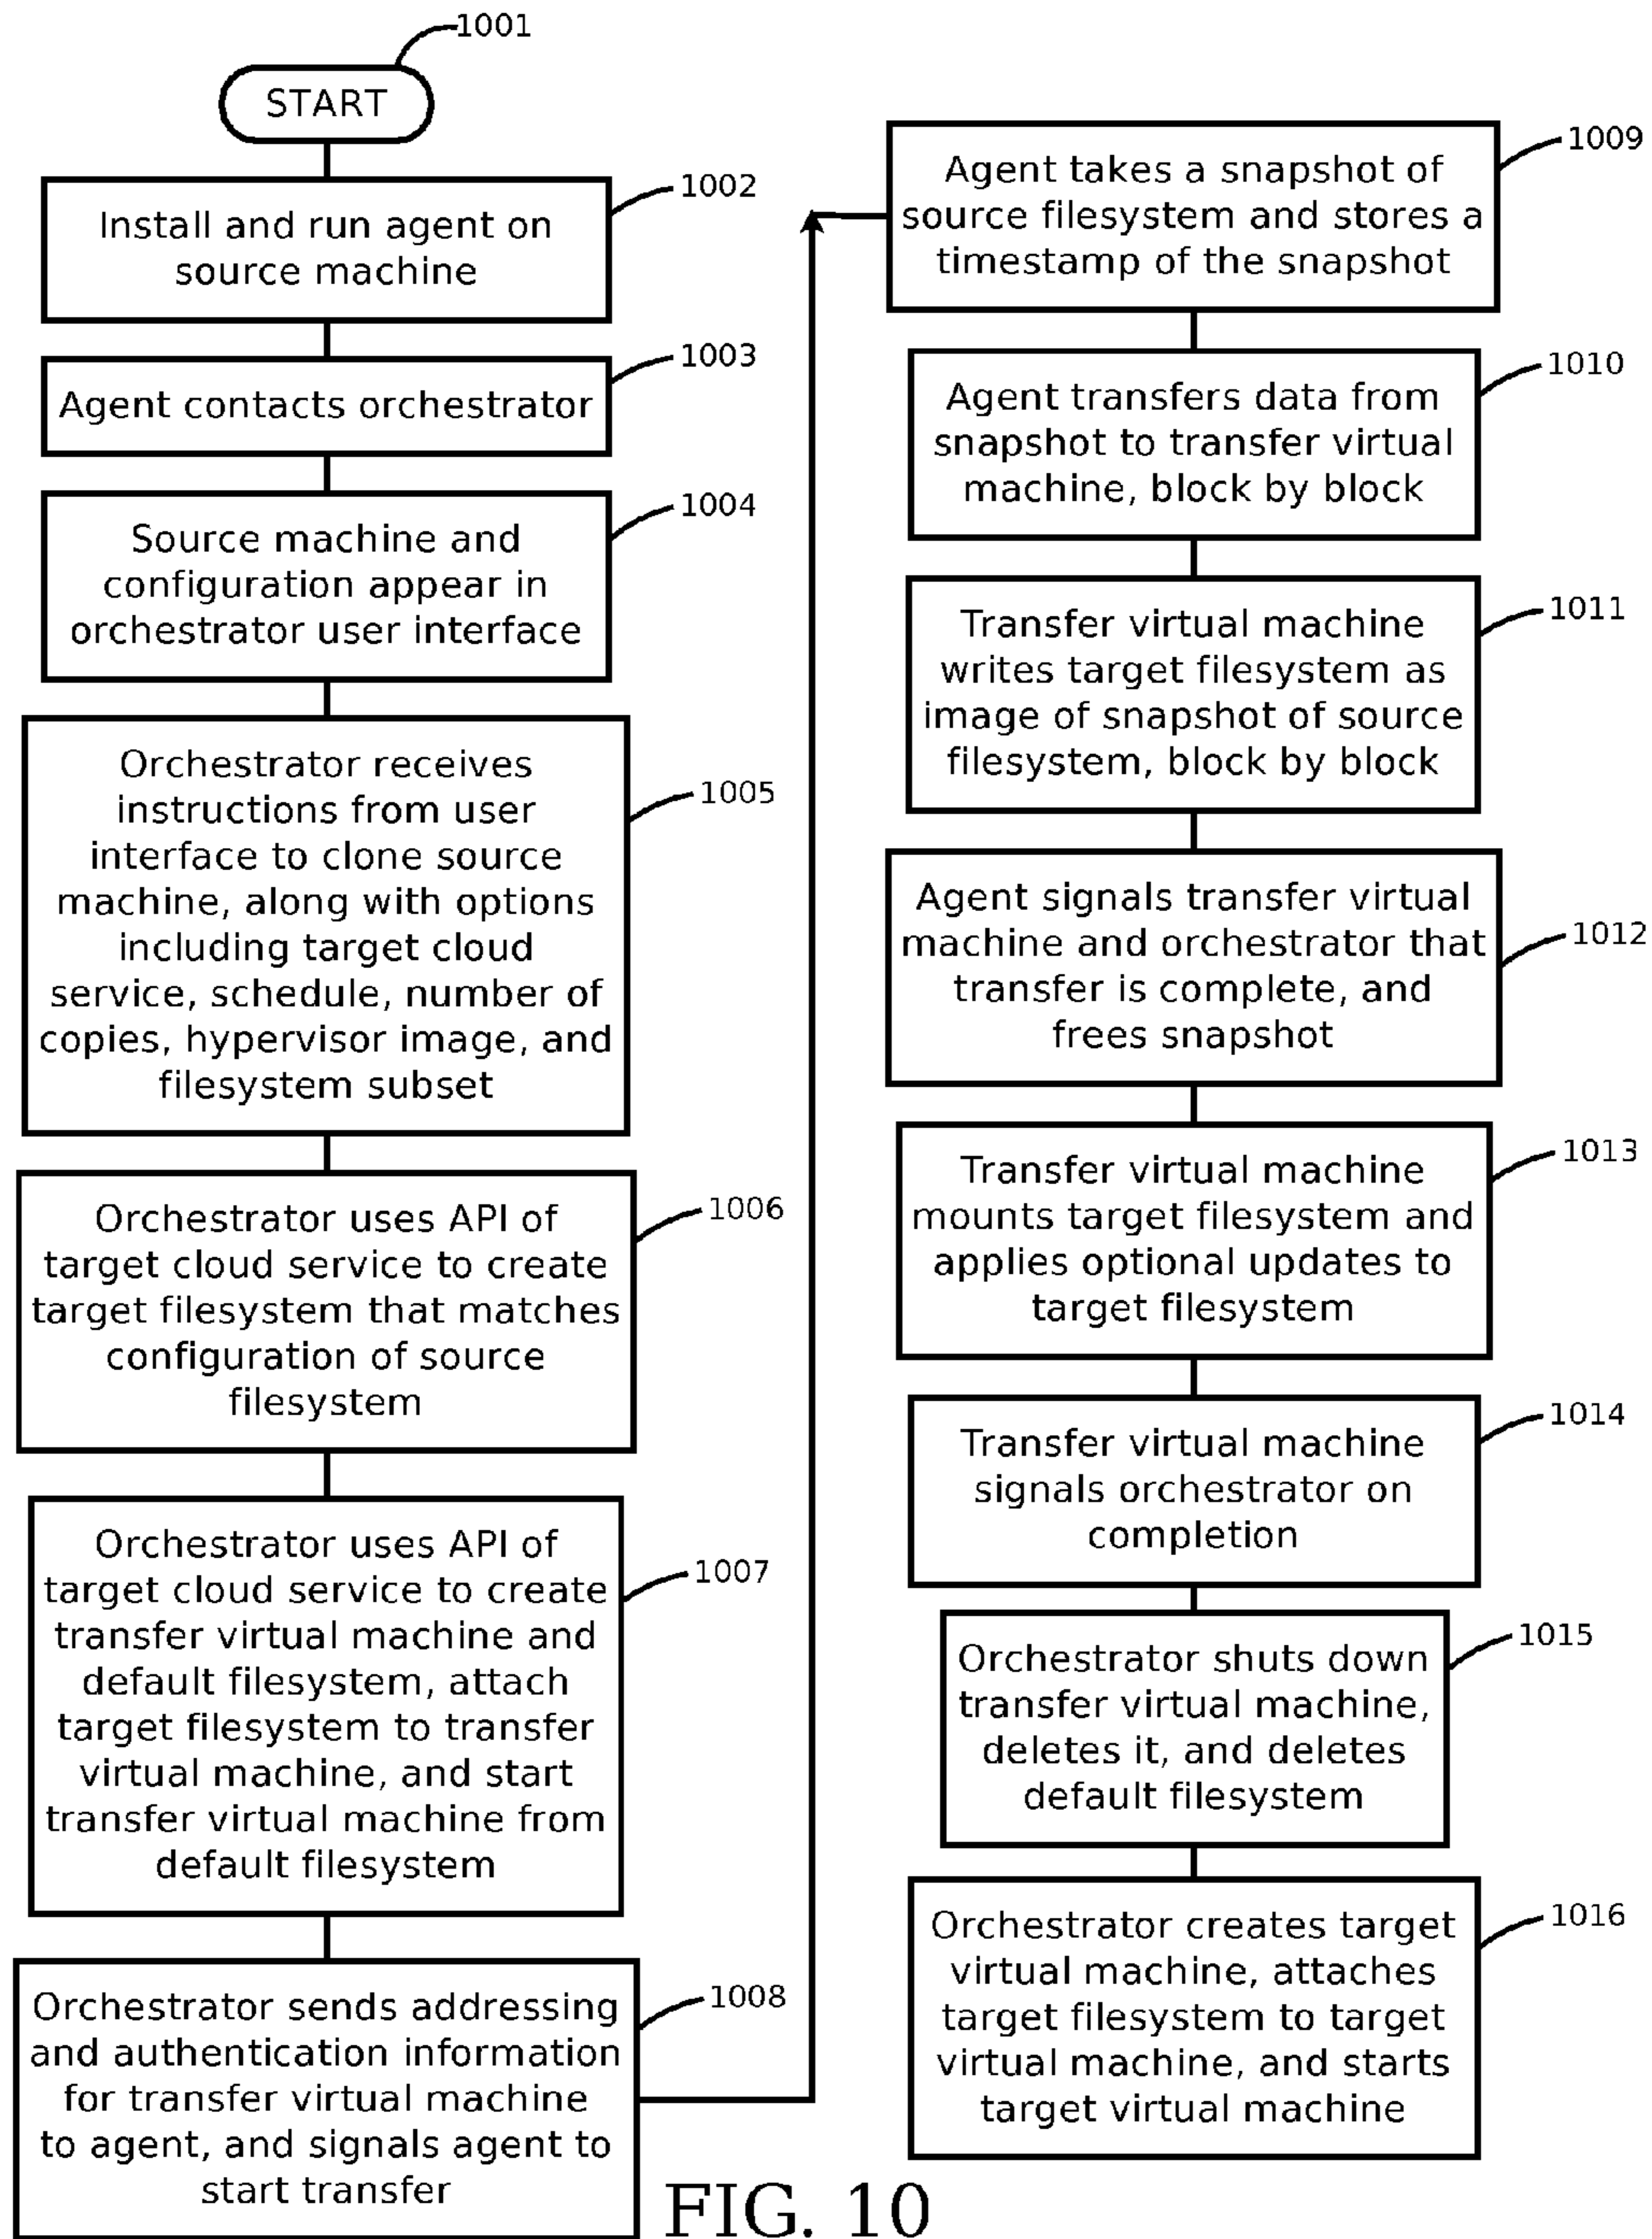 1001
START
1002
Install and run agent on
source machine
1003
Agent contacts orchestrator
1004
Source machine and
configuration appear in
orchestrator user interface
1005
Orchestrator receives
instructions from user
interface to clone source
machine, along with options
including target cloud
service, schedule, number of
copies, hypervisor image, and
filesystem subset
1006
Orchestrator uses API of
target cloud service to create
target filesystem that matches
configuration of source
filesystem
1007
Orchestrator uses API of
target cloud service to create
transfer virtual machine and
default filesystem, attach
target filesystem to transfer
virtual machine, and start
transfer virtual machine from
default filesystem
1008
Orchestrator sends addressing
and authentication information
for transfer virtual machine
to agent, and signals agent to
start transfer
1009
Agent takes a snapshot of
source filesystem and stores a
timestamp of the snapshot
1010
Agent transfers data from
snapshot to transfer virtual
machine, block by block
1011
Transfer virtual machine
writes target filesystem as
image of snapshot of source
filesystem, block by block
1012
Agent signals transfer virtual
machine and orchestrator that
transfer is complete, and
frees snapshot
1013
Transfer virtual machine
mounts target filesystem and
applies optional updates to
target filesystem
1014
Transfer virtual machine
signals orchestrator on
completion
1015
Orchestrator shuts down
transfer virtual machine,
deletes it, and deletes
default filesystem
1016
Orchestrator creates target
virtual machine, attaches
target filesystem to target
virtual machine, and starts
target virtual machine
FIG. 10